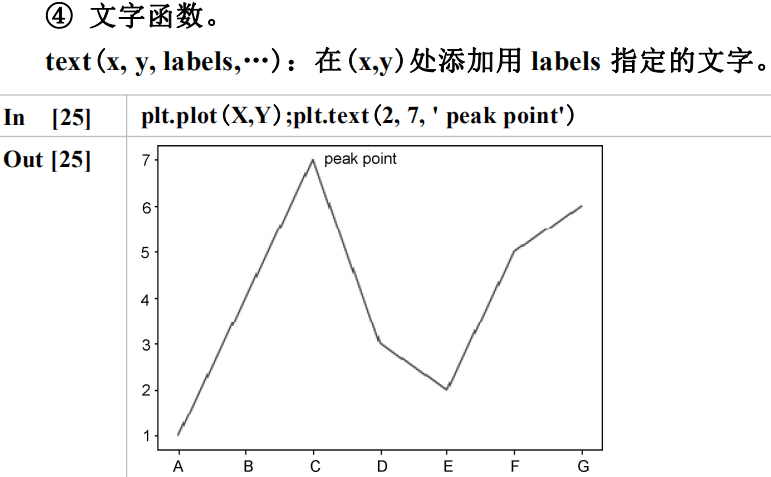 ④ 文字函数。
text(x, y, labels,⋯): 在(x,y)处添加用 labels 指定的文字。
In [25] plt.plot(X,Y);plt.text(2, 7, ' peak point')
Out [25]
7 peak point
6
5
4
3
2
1
A B C D E F G